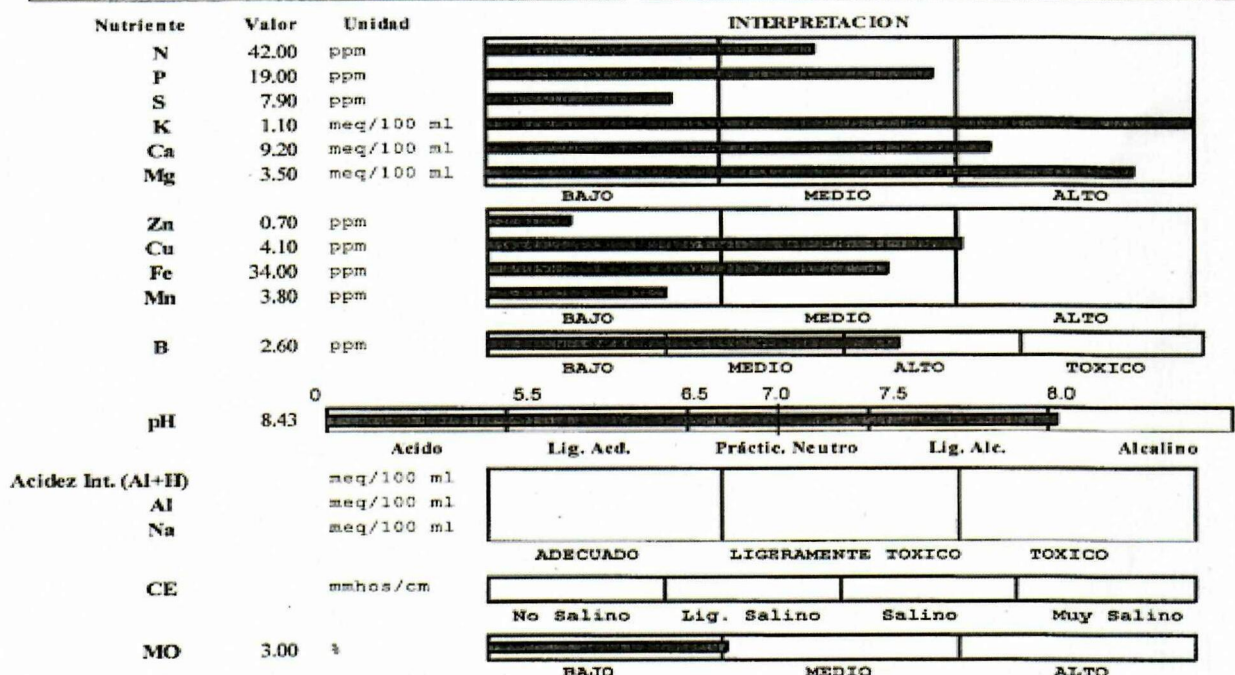 Nutriente Valor Unidad INTERPRETACION
N 42.00 ppm
P 19.00 ppm
S 7.90 ppm
K 1.10 meq/100 ml
Ca 9.20 meq/100 ml
Mg 3.50 meq/100 ml
BAJO MEDIO ALTO
Zn 0.70 ppm
Cu 4.10 ppm
Fe 34.00 ppm
Mn 3.80 ppm
BAJO MEDIO ALTO
B 2.60 ppm
BAJO MEDIO ALTO TOXICO
0 5.5 6.5 7.0 7.5 8.0
pH 8.43
Acido Lig. Acd. Práctic. Neutro Lig. Alc. Alcalino
Acidez Int. (Al+H) meq/100 ml
Al meq/100 ml
Na meq/100 ml
ADECUADO LIGERAMENTE TOXICO TOXICO
CE mmhos/cm
No Salino Lig. Salino Salino Muy Salino
MO 3.00 %
BAJO MEDIO ALTO